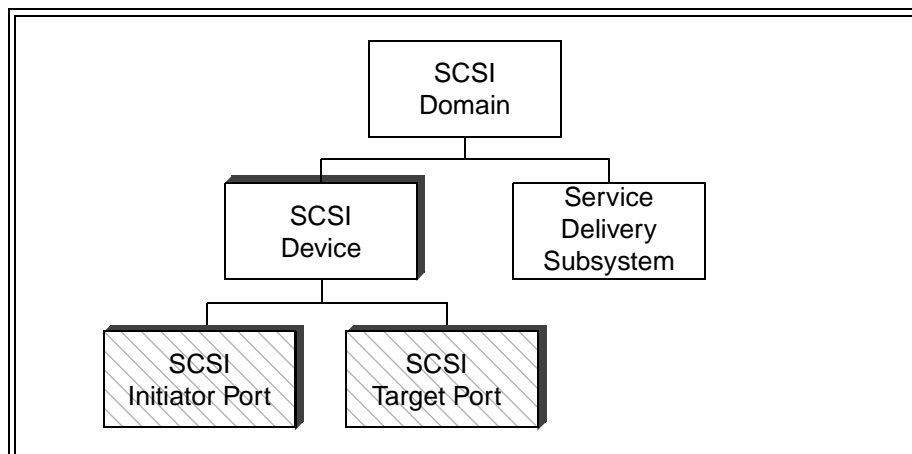 SCSI
Domain
SCSI
Device
Service
Delivery
Subsystem
SCSI
Initiator Port
SCSI
Target Port